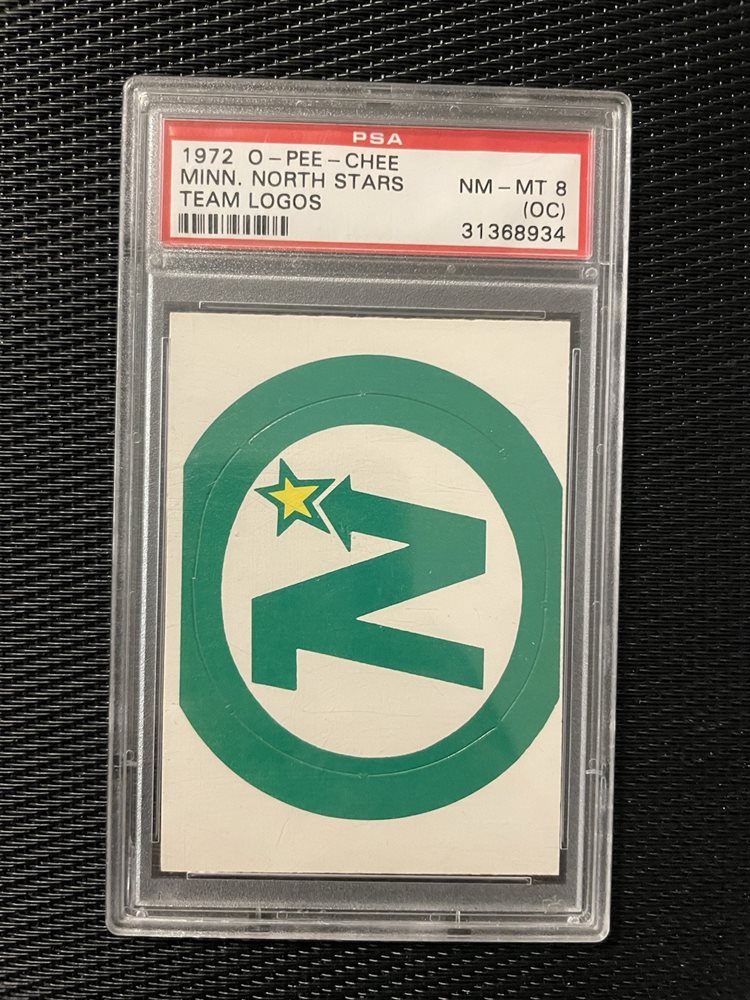 PSA
1972 O-PEE-CHEE
MINN. NORTH STARS NM-MT 8
TEAM LOGOS (OC)
31368934
N